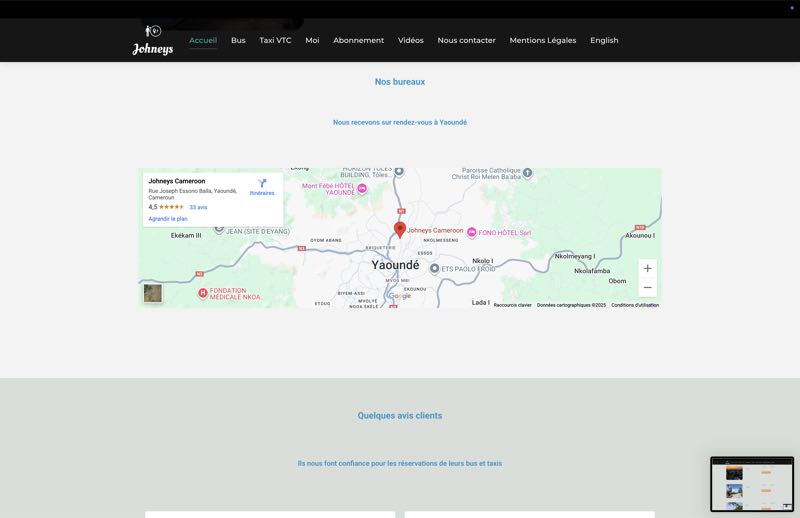 Johneys
Accueil
Bus
Taxi VTC
Moi
Abonnement
Vidéos
Nous contacter
Mentions Légales
English
Nos bureaux
Nous recevons sur rendez-vous à Yaoundé
Johneys Cameroon
Rue Joseph Essono Balla, Yaoundé,
Cameroun
4,5
33 avis
Agrandir le plan
Itinéraires
HORIZON TOLES
BUILDING, Tôles...
Paroisse Catholique
Christ Roi Melen Ba'aba
Mont Fébé HÔTEL
YAOUNDÉ
JEAN (SITE D'EYANG)
Ekékam III
N1
Johneys Cameroon
FONO HÔTEL Sarl
Akounou I
N10
OYOM ABANG
BRIQUETERIE
NKOLMESSENG
ESSOS
Nkolmeyang I
Nkolo I
Nkolafamba
Yaoundé
ETS PAOLO FROID
MVOG MBI
Obom
FONDATION
MÉDICALE NKOA...
BIYEM-ASSI
EKOUNOU
MVOLYÉ
ETOUG
NGOA EKÉLÉ
Lada I
Google
Raccourcis clavier
Données cartographiques ©2025
Conditions d'utilisation
Quelques avis clients
Ils nous font confiance pour les réservations de leurs bus et taxis